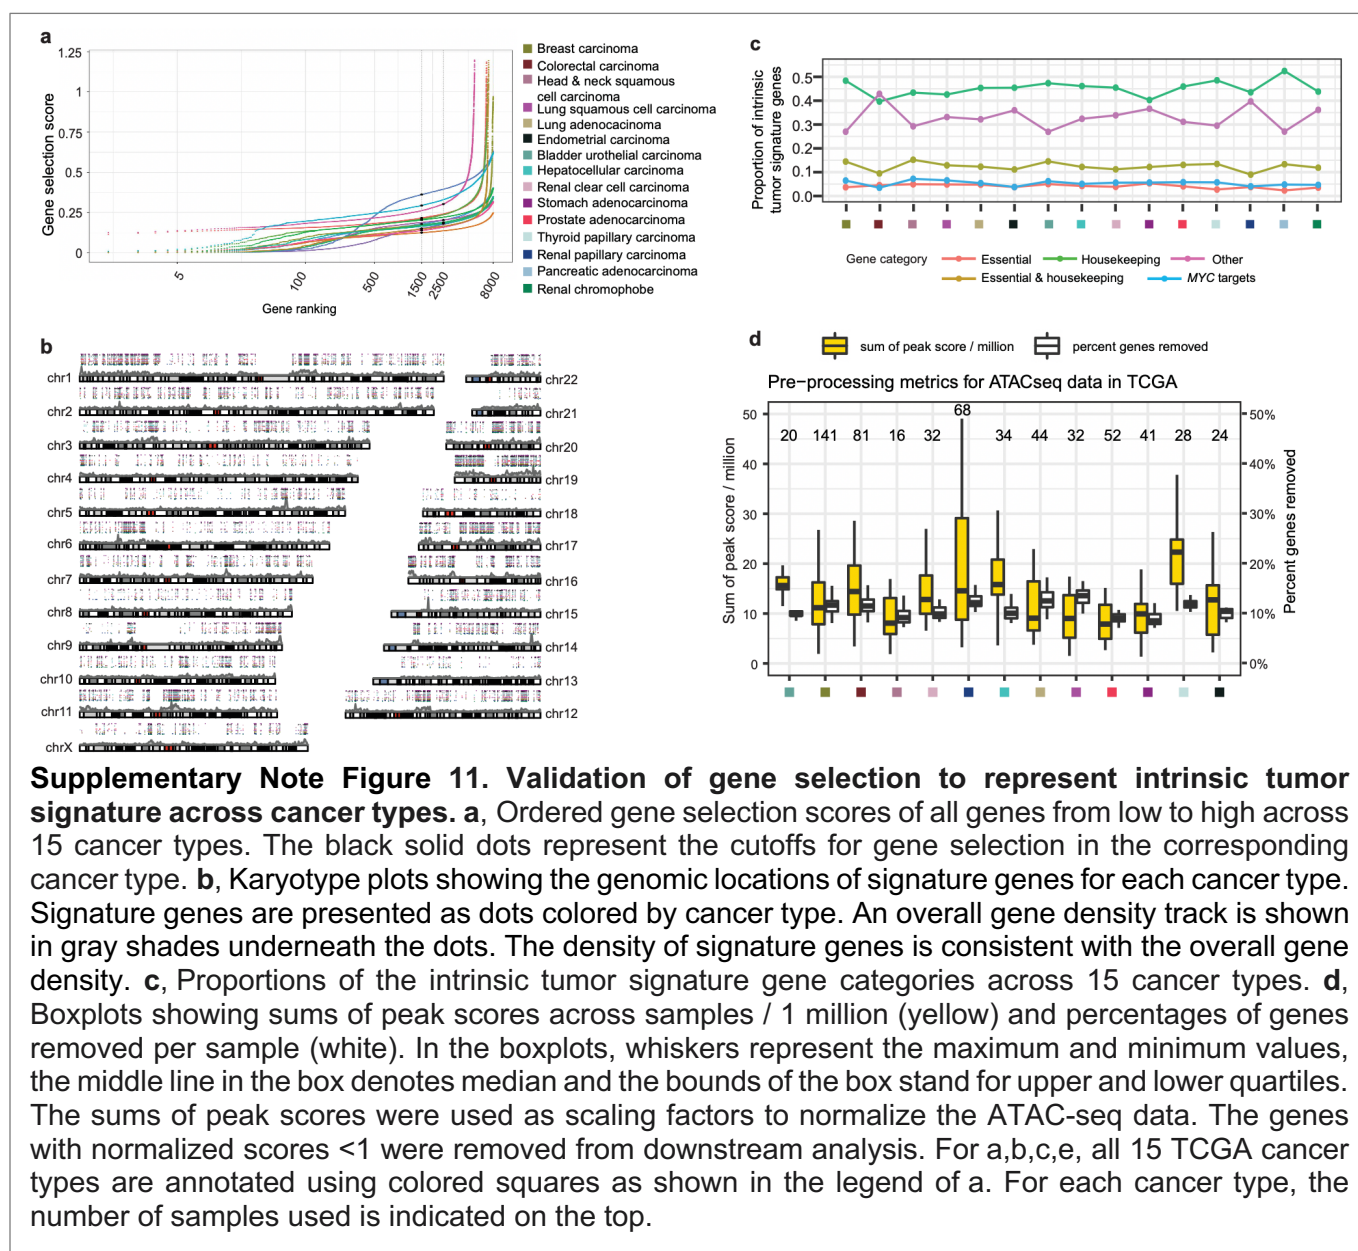 a
1.25
1
0.75
0.5
0.25
0
Gene selection score
5
100
500
1500
2500
8000
Gene ranking
Breast carcinoma
Colorectal carcinoma
Head & neck squamous
cell carcinoma
Lung squamous cell carcinoma
Lung adenocacinoma
Endometrial carcinoma
Bladder urothelial carcinoma
Hepatocellular carcinoma
Renal clear cell carcinoma
Stomach adenocarcinoma
Prostate adenocarcinoma
Thyroid papillary carcinoma
Renal papillary carcinoma
Pancreatic adenocarcinoma
Renal chromophobe
c
Proportion of intrinsic
tumor signature genes
0.5
0.4
0.3
0.2
0.1
0.0
Gene category
Essential
Housekeeping
Other
Essential & housekeeping
MYC targets
b
chr1
chr2
chr3
chr4
chr5
chr6
chr7
chr8
chr9
chr10
chr11
chrX
chr22
chr21
chr20
chr19
chr18
chr17
chr16
chr15
chr14
chr13
chr12
d
sum of peak score / million
percent genes removed
Pre−processing metrics for ATACseq data in TCGA
Sum of peak score / million
50
40
30
20
10
0
20 141 81 16 32 68 34 44 32 52 41 28 24
50%
40%
30%
20%
10%
0%
Percent genes removed
Supplementary Note Figure 11. Validation of gene selection to represent intrinsic tumor
signature across cancer types. a, Ordered gene selection scores of all genes from low to high across
15 cancer types. The black solid dots represent the cutoffs for gene selection in the corresponding
cancer type. b, Karyotype plots showing the genomic locations of signature genes for each cancer type.
Signature genes are presented as dots colored by cancer type. An overall gene density track is shown
in gray shades underneath the dots. The density of signature genes is consistent with the overall gene
density. c, Proportions of the intrinsic tumor signature gene categories across 15 cancer types. d,
Boxplots showing sums of peak scores across samples / 1 million (yellow) and percentages of genes
removed per sample (white). In the boxplots, whiskers represent the maximum and minimum values,
the middle line in the box denotes median and the bounds of the box stand for upper and lower quartiles.
The sums of peak scores were used as scaling factors to normalize the ATAC-seq data. The genes
with normalized scores <1 were removed from downstream analysis. For a,b,c,e, all 15 TCGA cancer
types are annotated using colored squares as shown in the legend of a. For each cancer type, the
number of samples used is indicated on the top.